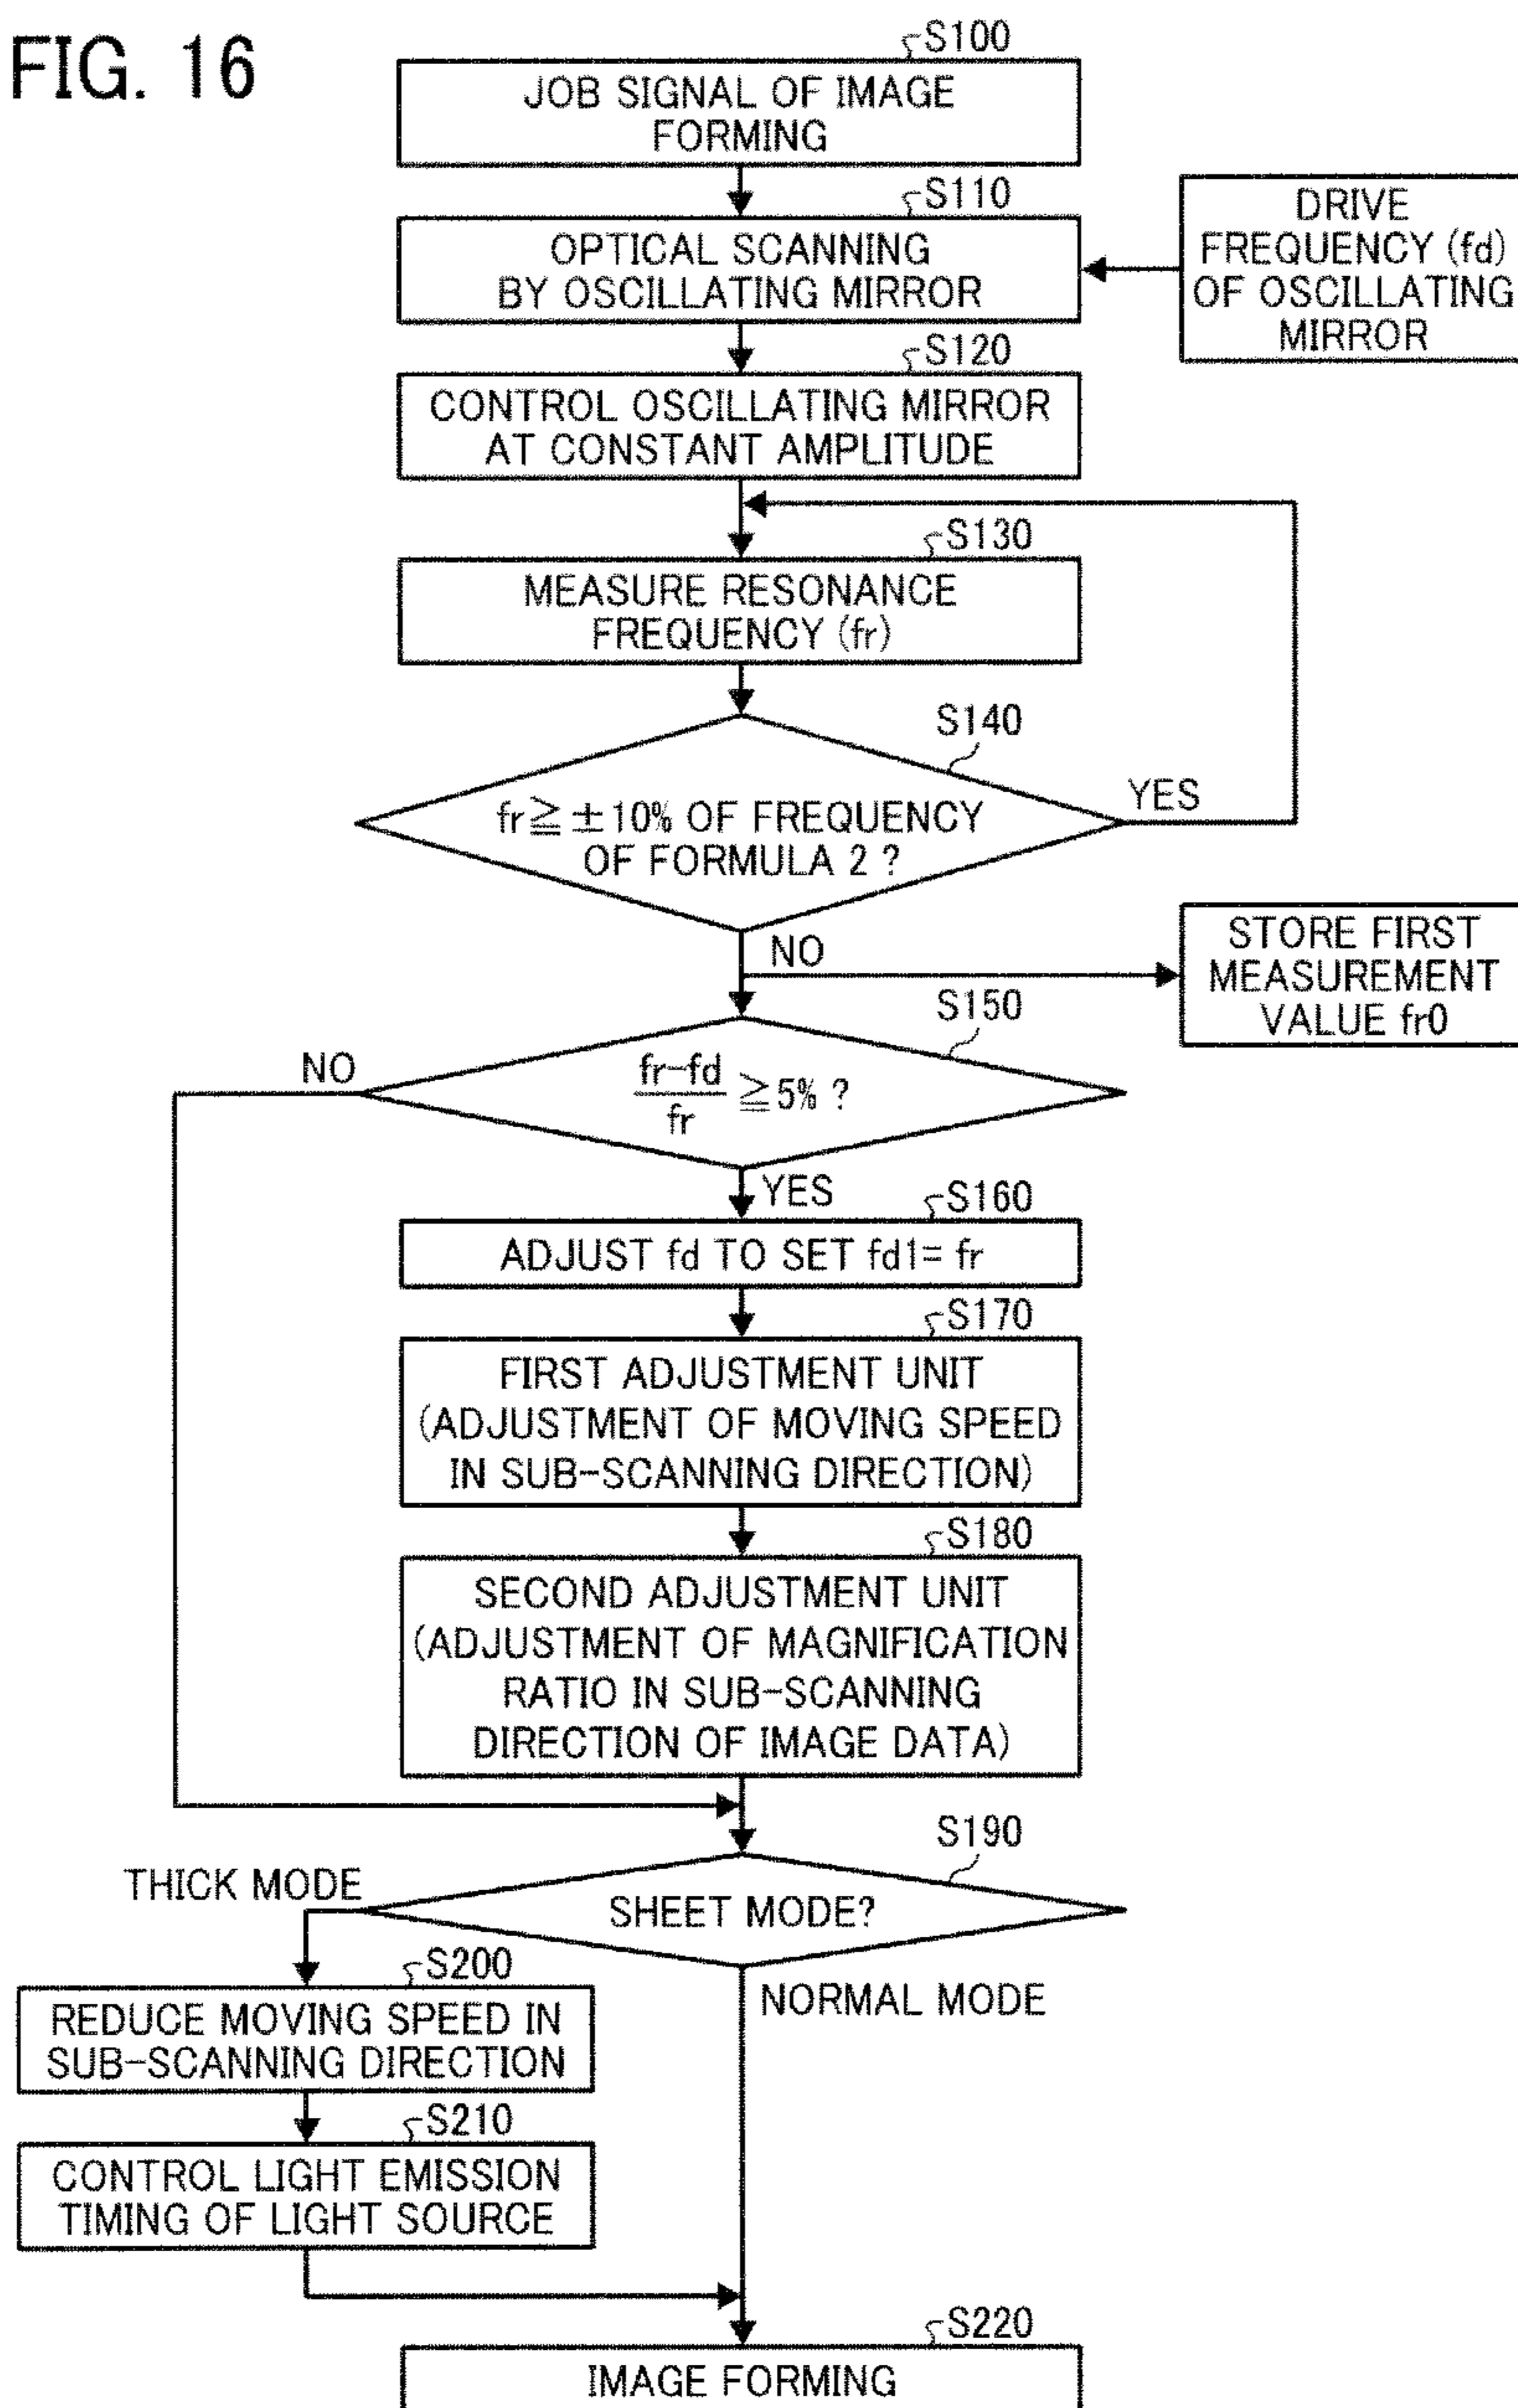 FIG. 16
S100
JOB SIGNAL OF IMAGE
FORMING
S110
OPTICAL SCANNING
BY OSCILLATING MIRROR
DRIVE
FREQUENCY (fd)
OF OSCILLATING
MIRROR
S120
CONTROL OSCILLATING MIRROR
AT CONSTANT AMPLITUDE
S130
MEASURE RESONANCE
FREQUENCY (fr)
S140
fr ≧ ±10% OF FREQUENCY
OF FORMULA 2 ?
YES
NO
STORE FIRST
MEASUREMENT
VALUE fr0
S150
NO
fr-fd
fr
≧ 5% ?
YES
S160
ADJUST fd TO SET fd1= fr
S170
FIRST ADJUSTMENT UNIT
(ADJUSTMENT OF MOVING SPEED
IN SUB-SCANNING DIRECTION)
S180
SECOND ADJUSTMENT UNIT
(ADJUSTMENT OF MAGNIFICATION
RATIO IN SUB-SCANNING
DIRECTION OF IMAGE DATA)
S190
THICK MODE
SHEET MODE?
NORMAL MODE
S200
REDUCE MOVING SPEED IN
SUB-SCANNING DIRECTION
S210
CONTROL LIGHT EMISSION
TIMING OF LIGHT SOURCE
S220
IMAGE FORMING